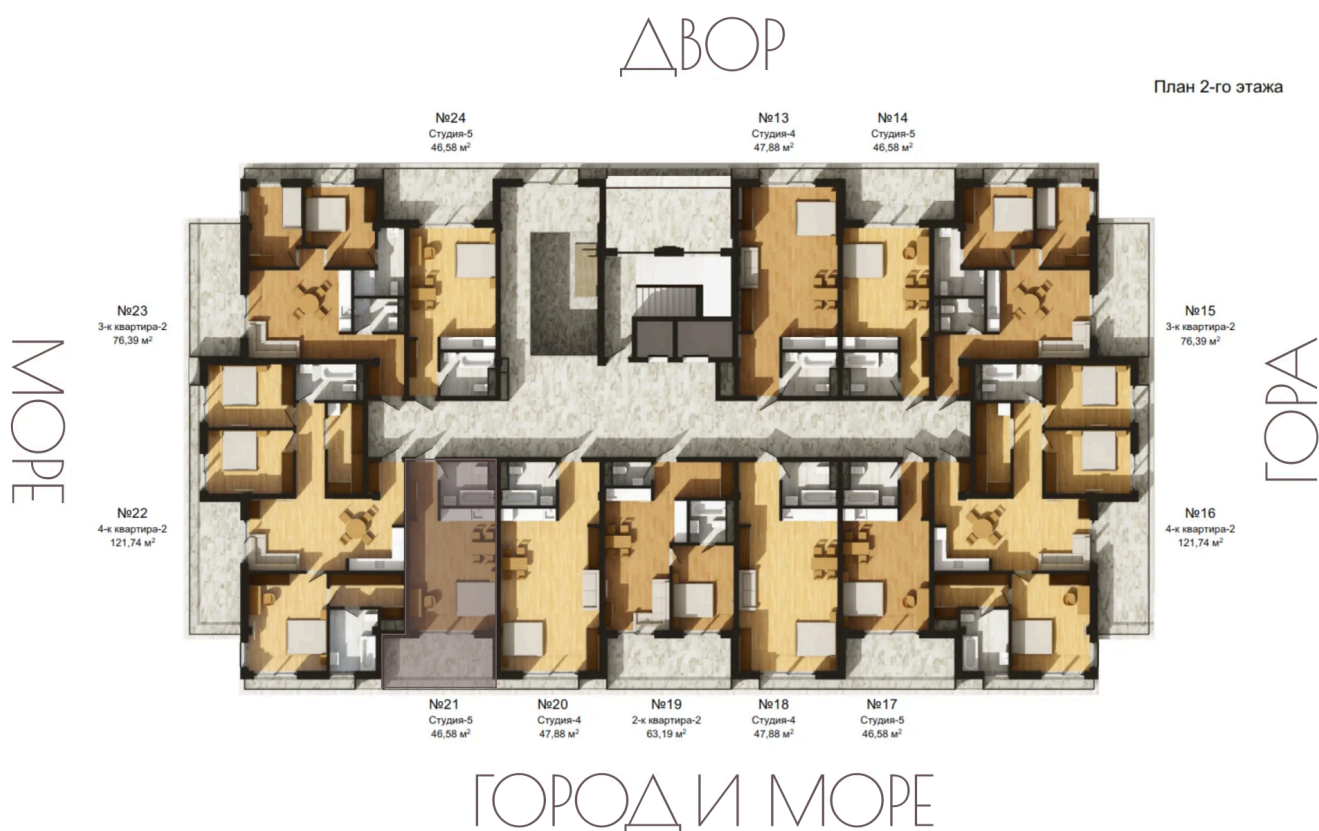 ДВОР
План 2-го этажа
№24
Студия-5
46,58 м²
№13
Студия-4
47,88 м²
№14
Студия-5
46,58 м²
№23
3-к квартира-2
76,39 м²
№15
3-к квартира-2
76,39 м²
МОРЕ
ГОРА
№22
4-к квартира-2
121,74 м²
№16
4-к квартира-2
121,74 м²
№21
Студия-5
46,58 м²
№20
Студия-4
47,88 м²
№19
2-к квартира-2
63,19 м²
№18
Студия-4
47,88 м²
№17
Студия-5
46,58 м²
ГОРОД И МОРЕ